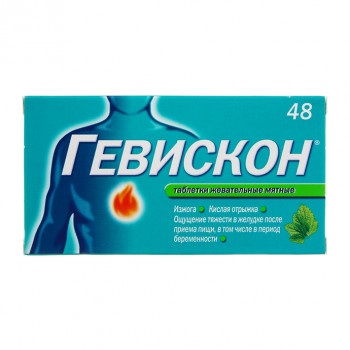 48
ГЕВИСКОН®
таблетки жевательные мятные
Изжога • Кислая отрыжка •
Ощущение тяжести в желудке после
приема пищи, в том числе в период
беременности •